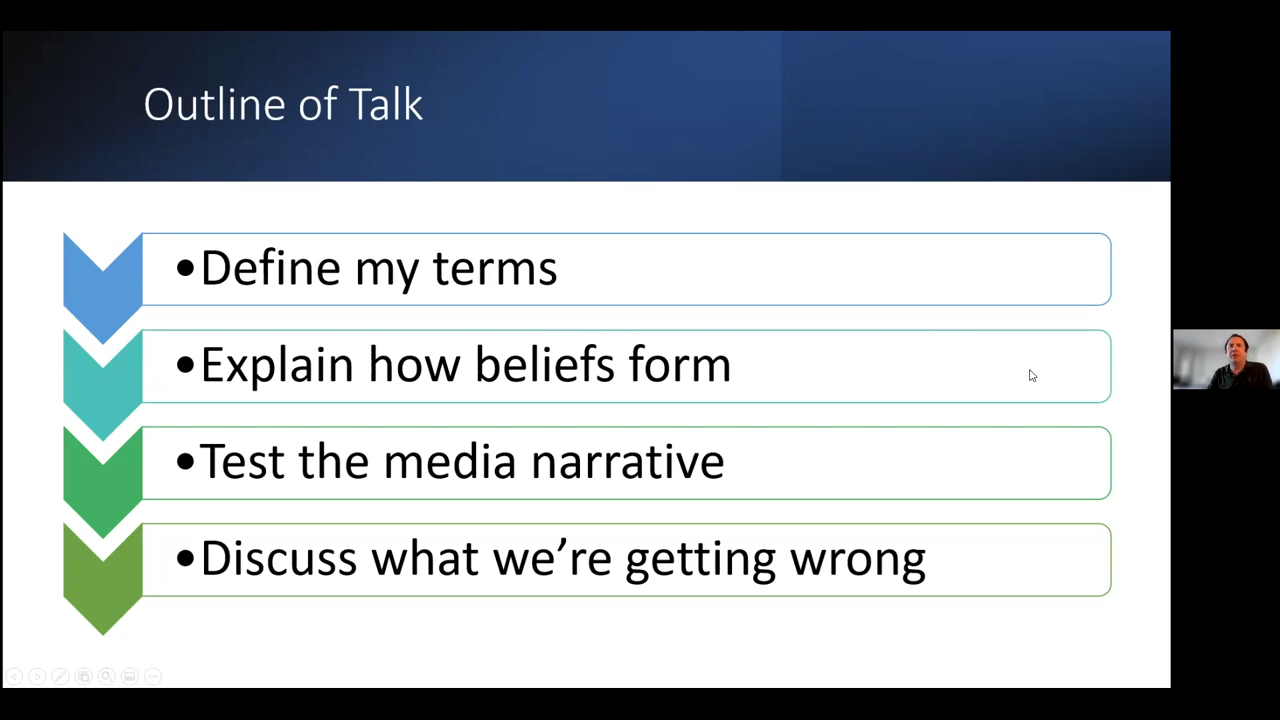 Outline of Talk
•Define my terms
•Explain how beliefs form
•Test the media narrative
•Discuss what we’re getting wrong